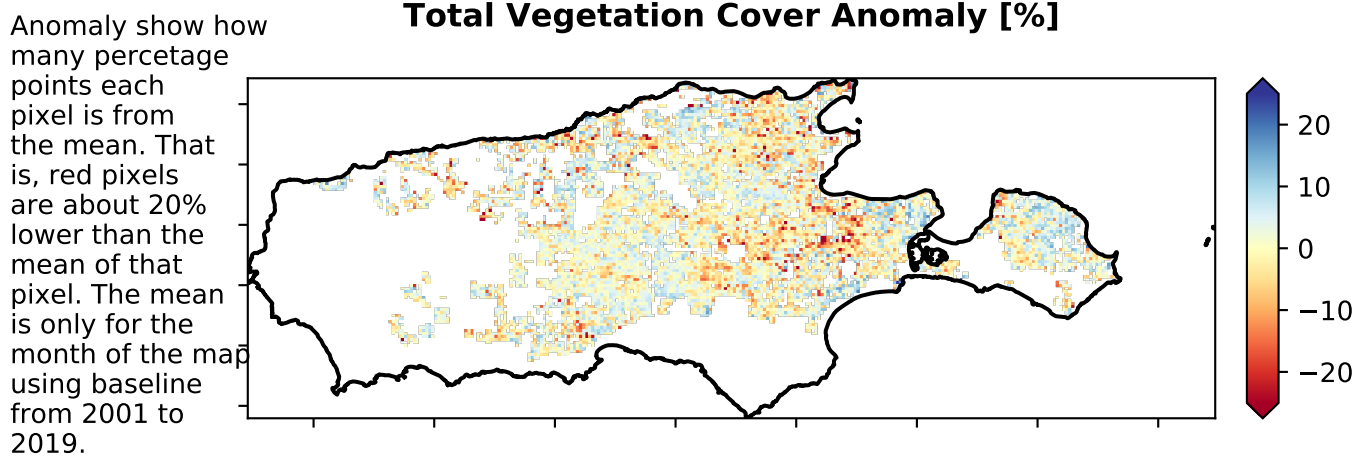 Total Vegetation Cover Anomaly [%]
Anomaly show how
many percetage
points each
pixel is from
the mean. That
is, red pixels
are about 20%
lower than the
mean of that
pixel. The mean
is only for the
month of the map
using baseline
from 2001 to
2019.
20
10
0
−10
−20